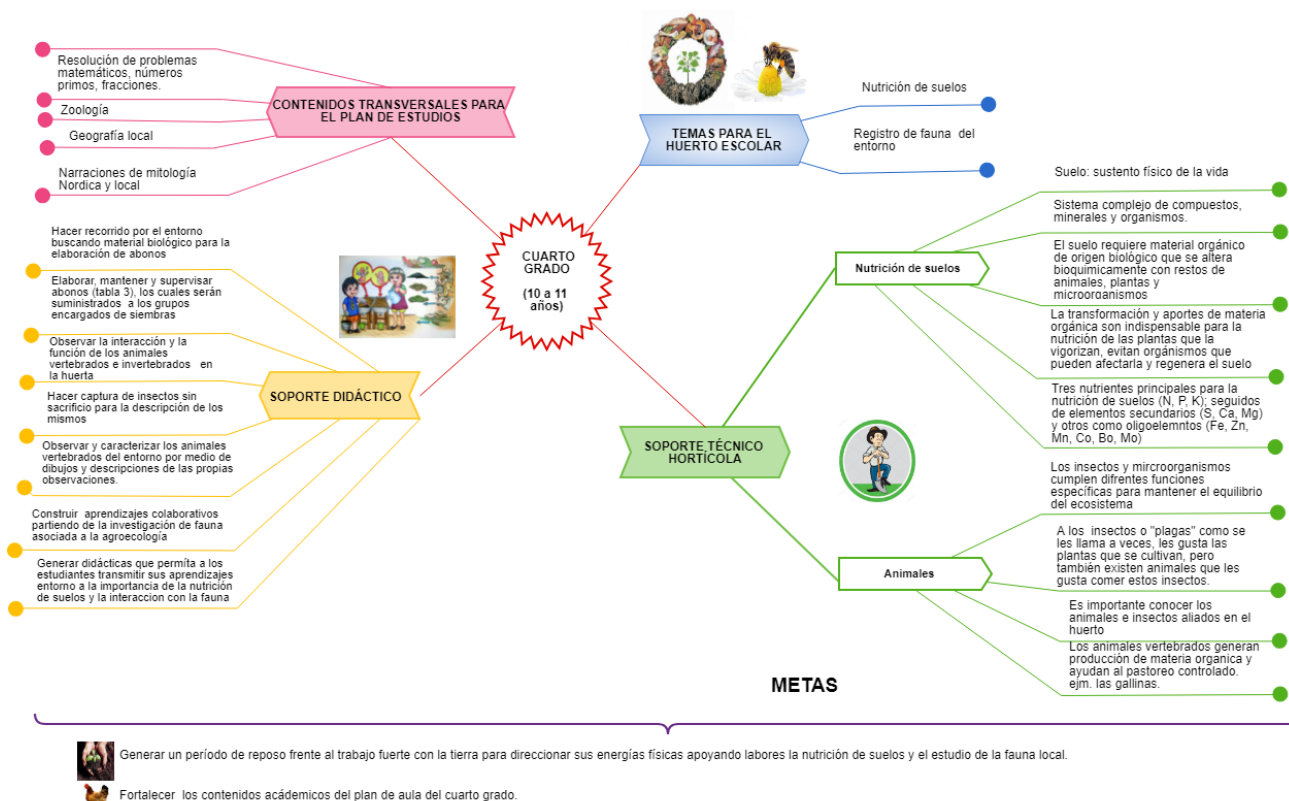 Resolución de problemas
matemáticos, números
primos, fracciones.
CONTENIDOS TRANSVERSALES PARA
EL PLAN DE ESTUDIOS
Zoología
Geografía local
Narraciones de mitología
Nordica y local
Nutrición de suelos
TEMAS PARA EL
HUERTO ESCOLAR
Registro de fauna del
entorno
CUARTO
GRADO
(10 a 11
años)
Hacer recorrido por el entorno
buscando material biológico para la
elaboración de abonos
Elaborar, mantener y supervisar
abonos (tabla 3), los cuales serán
suministrados a los grupos
encargados de siembras
Observar la interacción y la
función de los animales
vertebrados e invertebrados en
la huerta
SOPORTE DIDÁCTICO
Hacer captura de insectos sin
sacrificio para la descripción de los
mismos
Observar y caracterizar los animales
vertebrados del entorno por medio de
dibujos y descripciones de las propias
observaciones.
Construir aprendizajes colaborativos
partiendo de la investigación de fauna
asociada a la agroecología
Generar didácticas que permíta a los
estudiantes transmitir sus aprendizajes
entorno a la importancia de la nutrición
de suelos y la interaccion con la fauna
SOPORTE TÉCNICO
HORTÍCOLA
Nutrición de suelos
Suelo: sustento físico de la vida
Sistema complejo de compuestos,
minerales y organismos.
El suelo requiere material orgánico
de origen biológico que se altera
bioquimicamente con restos de
animales, plantas y
microorganismos
La transformación y aportes de materia
orgánica son indispensable para la
nutrición de las plantas que la
vigorizan, evitan orgánismos que
pueden afectarla y regenera el suelo
Tres nutrientes principales para la
nutrición de suelos (N, P, K); seguidos
de elementos secundarios (S, Ca, Mg)
y otros como oligoelemntos (Fe, Zn,
Mn, Co, Bo, Mo)
Animales
Los insectos y mircroorganismos
cumplen difrentes funciones
específicas para mantener el equilibrio
del ecosistema
A los insectos o "plagas" como se
les llama a veces, les gusta las
plantas que se cultivan, pero
también existen animales que les
gusta comer estos insectos.
Es importante conocer los
animales e insectos aliados en el
huerto
Los animales vertebrados generan
producción de materia organica y
ayudan al pastoreo controlado.
ejm. las gallinas.
METAS
Generar un período de reposo frente al trabajo fuerte con la tierra para direccionar sus energías físicas apoyando labores la nutrición de suelos y el estudio de la fauna local.
Fortalecer los contenidos acádemicos del plan de aula del cuarto grado.